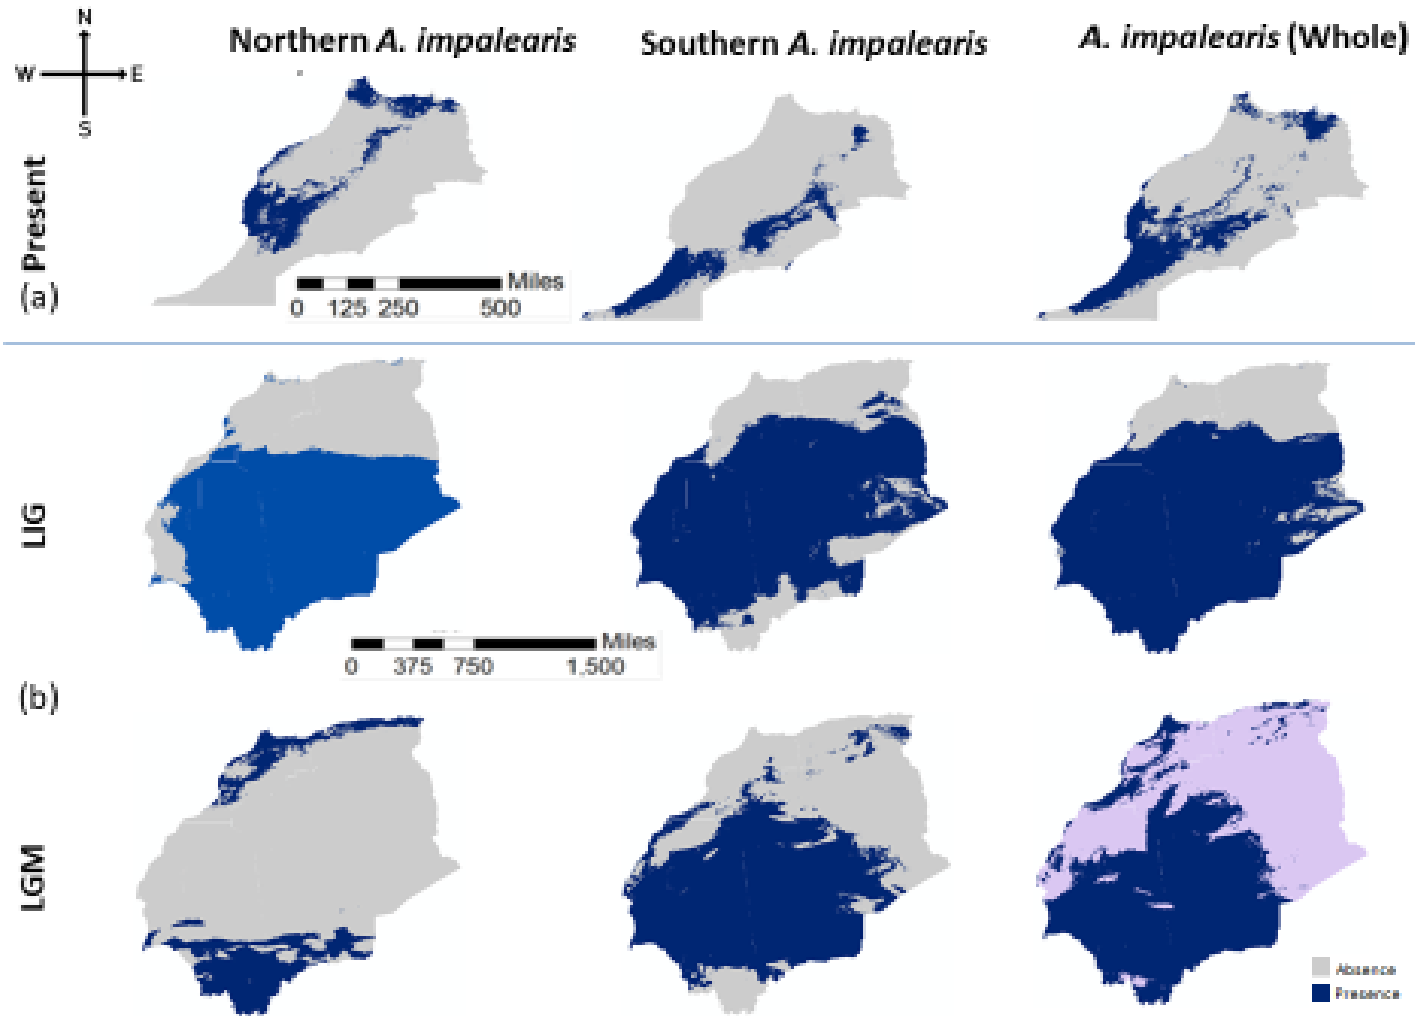 N
W E
S
Northern A. impalearis
Southern A. impalearis
A. impalearis (Whole)
(a) Present
Miles
0 125 250 500
LIG
Miles
0 375 750 1.500
(b)
LGM
Absence
Presence